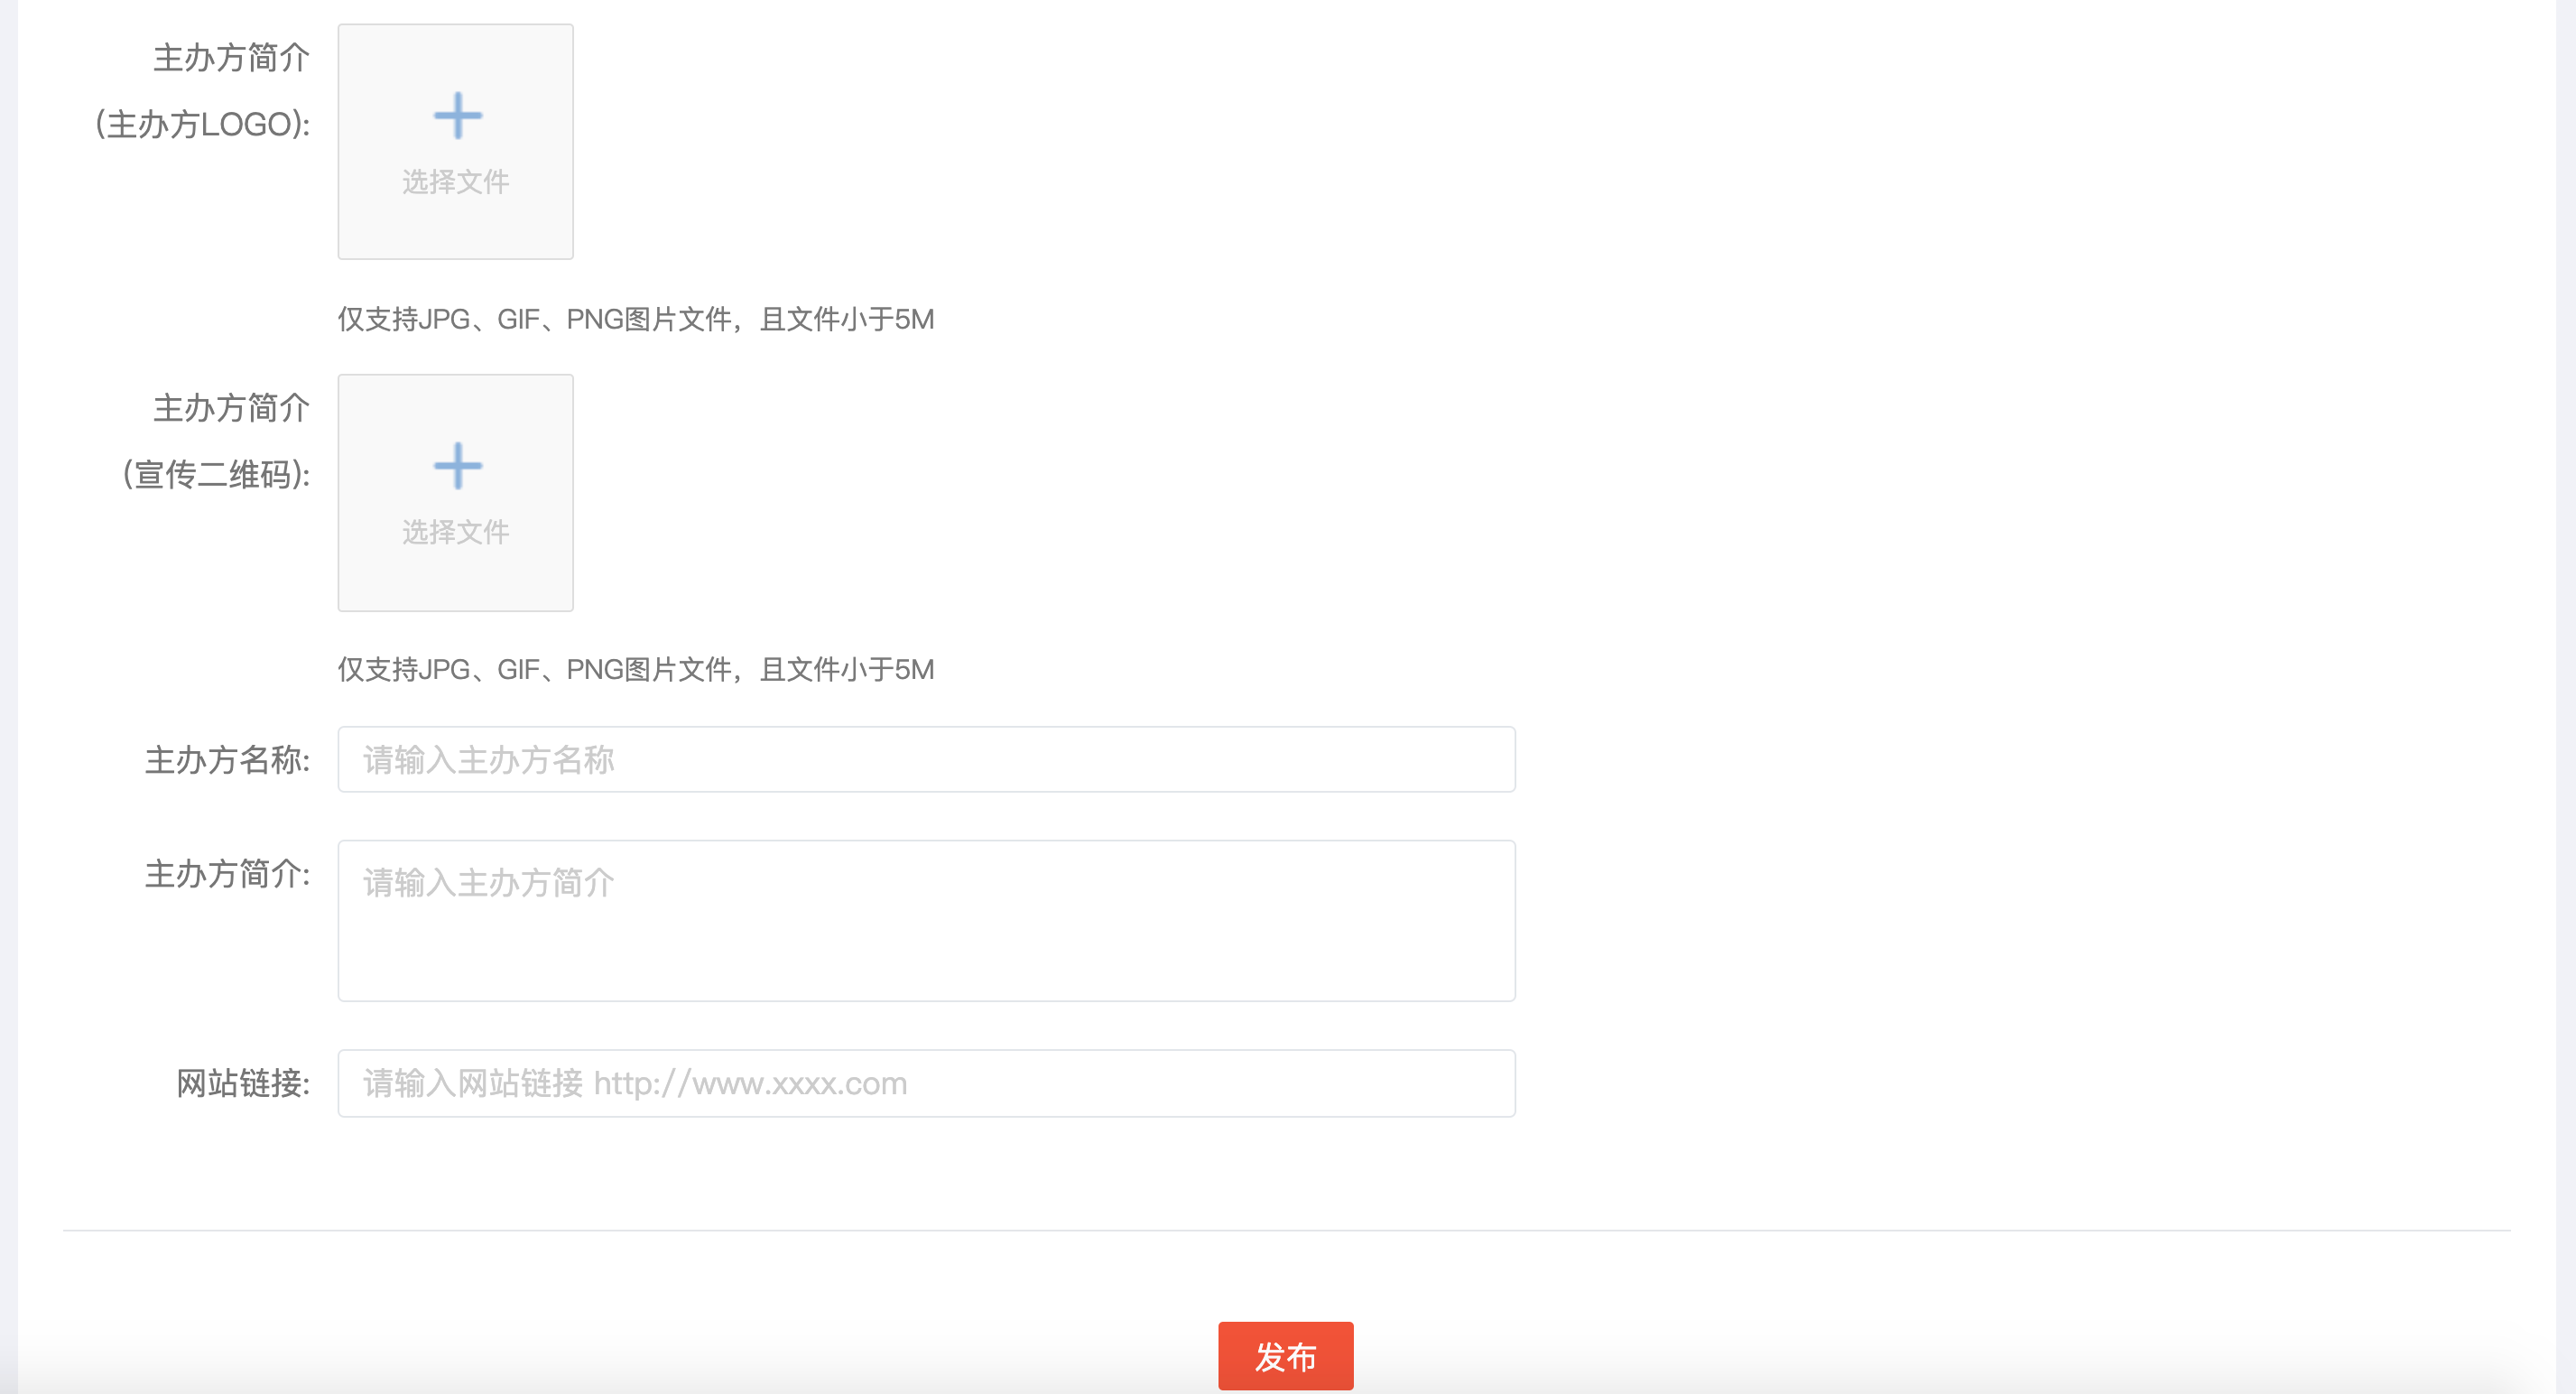 主办方简介
(主办方LOGO):
选择文件
仅支持JPG、GIF、PNG图片文件，且文件小于5M
主办方简介
(宣传二维码):
选择文件
仅支持JPG、GIF、PNG图片文件，且文件小于5M
主办方名称: 请输入主办方名称
主办方简介: 请输入主办方简介
网站链接: 请输入网站链接 http://www.xxxx.com
发布